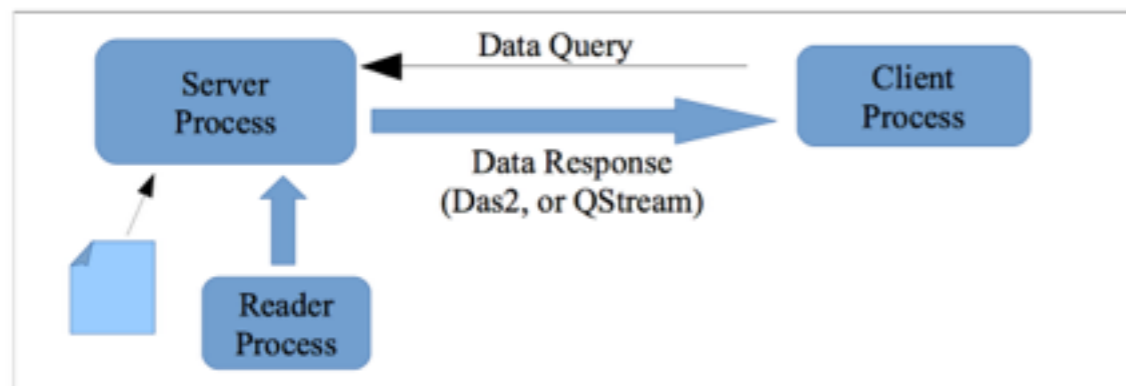 Server
Process
Data Query
Client
Process
Data Response
(Das2, or QStream)
Reader
Process